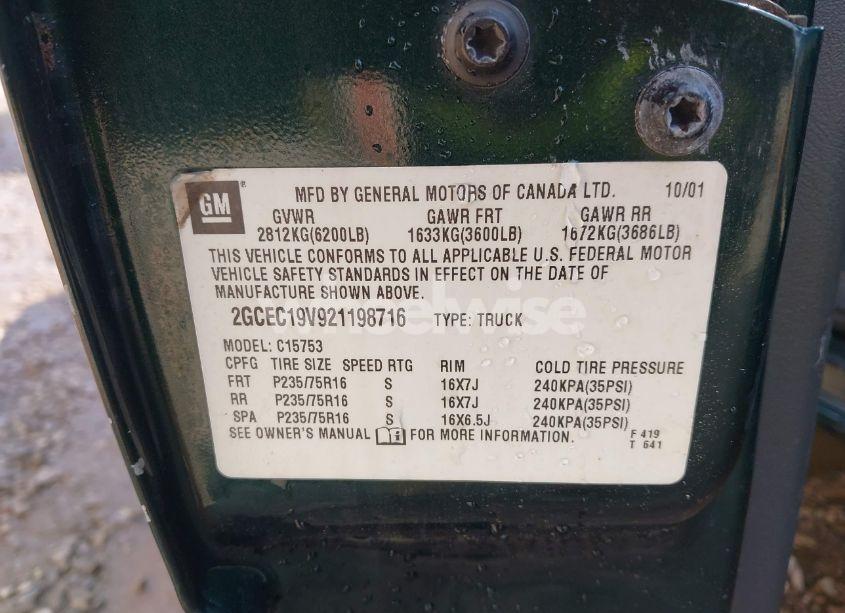 GM®
MFD BY GENERAL MOTORS OF CANADA LTD. 10/01
GVWR GAWR FRT GAWR RR
2812KG(6200LB) 1633KG(3600LB) 1672KG(3686LB)
THIS VEHICLE CONFORMS TO ALL APPLICABLE U.S. FEDERAL MOTOR
VEHICLE SAFETY STANDARDS IN EFFECT ON THE DATE OF
MANUFACTURE SHOWN ABOVE.
2GCEC19V921198716 TYPE: TRUCK
MODEL: C15753
CPFG TIRE SIZE SPEED RTG RIM COLD TIRE PRESSURE
FRT P235/75R16 S 16X7J 240KPA(35PSI)
RR P235/75R16 S 16X7J 240KPA(35PSI)
SPA P235/75R16 S 16X6.5J 240KPA(35PSI)
SEE OWNER'S MANUAL FOR MORE INFORMATION.
F 419
T 641